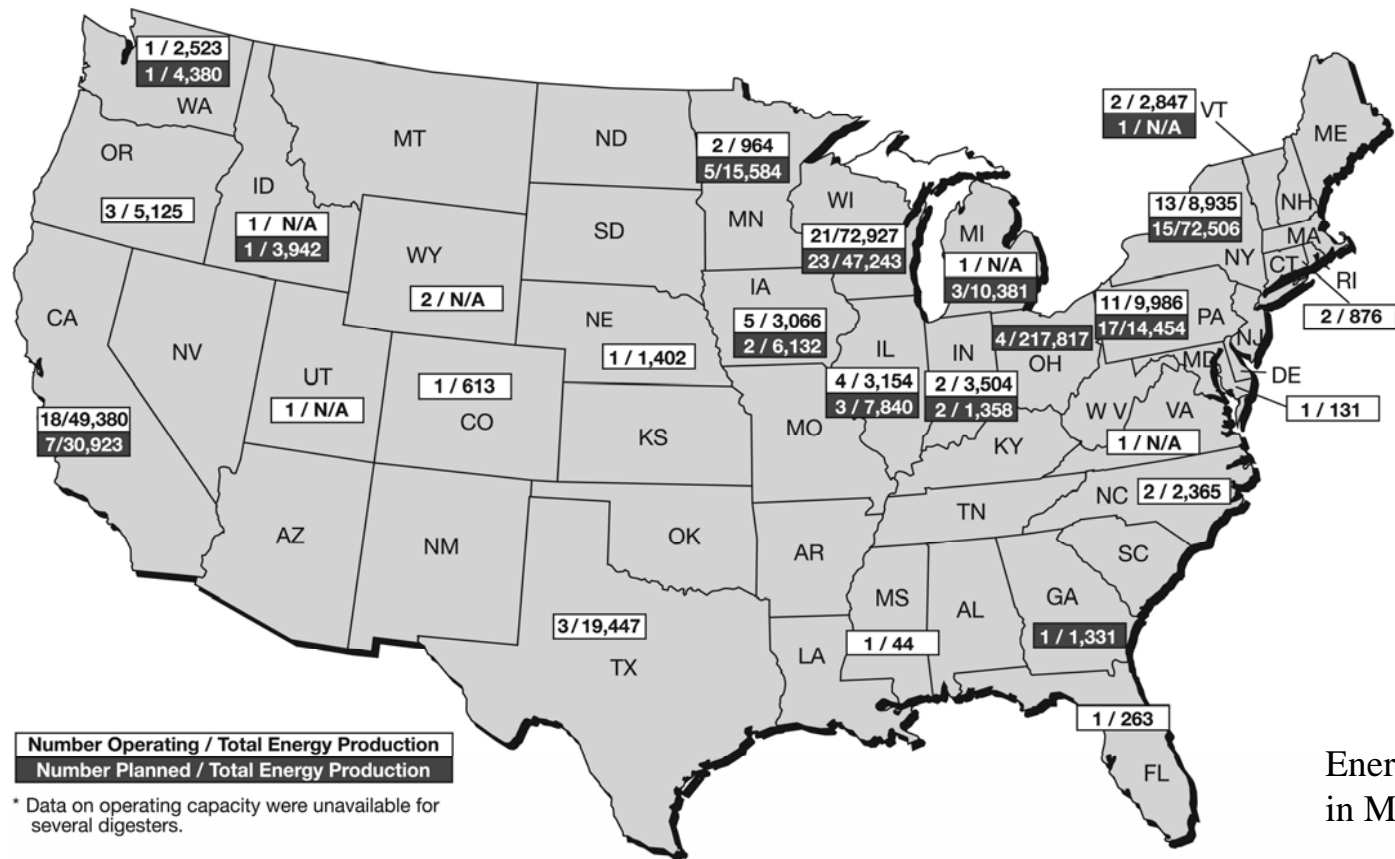 1 / 2,523
1 / 4,380
WA
MT
ND
2 / 964
5/15,584
MN
2 / 2,847
1 / N/A
VT
ME
OR
3 / 5,125
ID
1 / N/A
1 / 3,942
WY
2 / N/A
SD
WI
21/72,927
23/47,243
MI
1 / N/A
3/10,381
13/8,935
15/72,506
NY
NH
MA
CT
RI
2 / 876
CA
18/49,380
7/30,923
NV
UT
1 / N/A
1 / 613
CO
NE
1 / 1,402
IA
5 / 3,066
2 / 6,132
IL
4 / 3,154
3 / 7,840
IN
2 / 3,504
2 / 1,358
4/217,817
OH
11/9,986
17/14,454
PA
NJ
MD
DE
1 / 131
KS
MO
KY
W V
VA
1 / N/A
AZ
NM
OK
AR
TN
NC
2 / 2,365
SC
3/19,447
TX
LA
MS
1 / 44
AL
GA
1 / 1,331
1 / 263
FL
Number Operating / Total Energy Production
Number Planned / Total Energy Production
* Data on operating capacity were unavailable for
several digesters.
Ener
in M